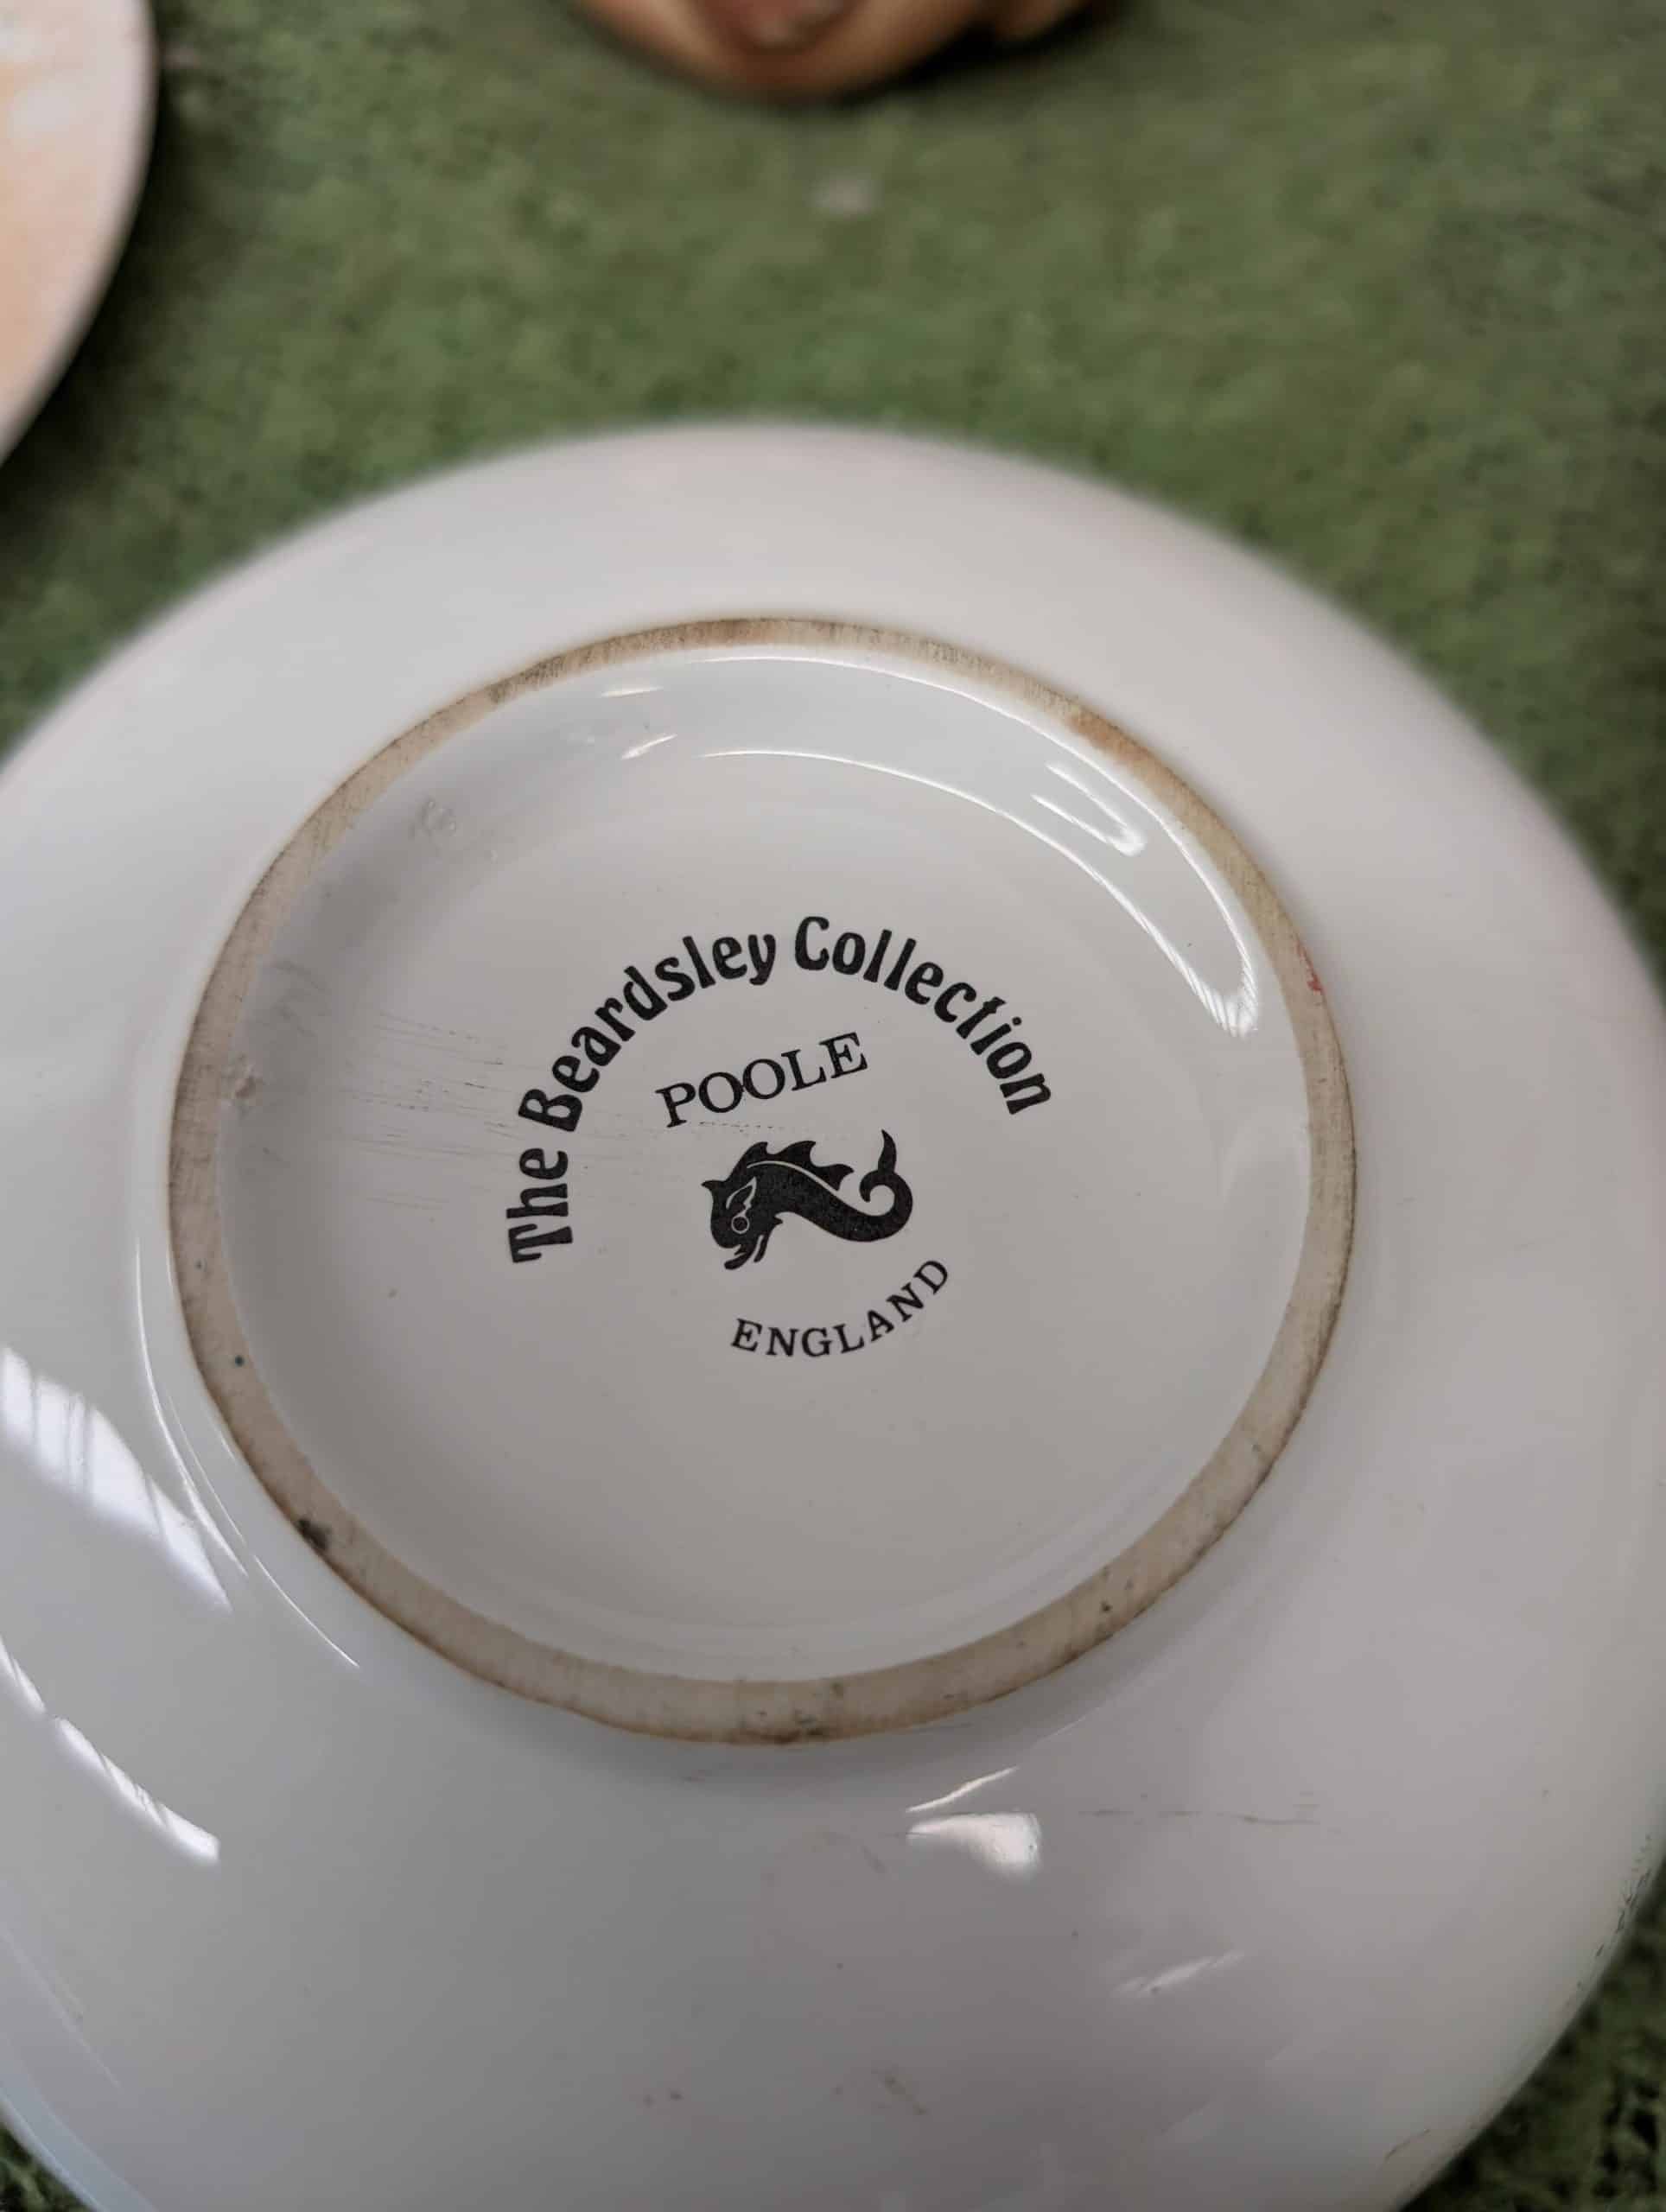 The Beardsley Collection
POOLE
ENGLAND